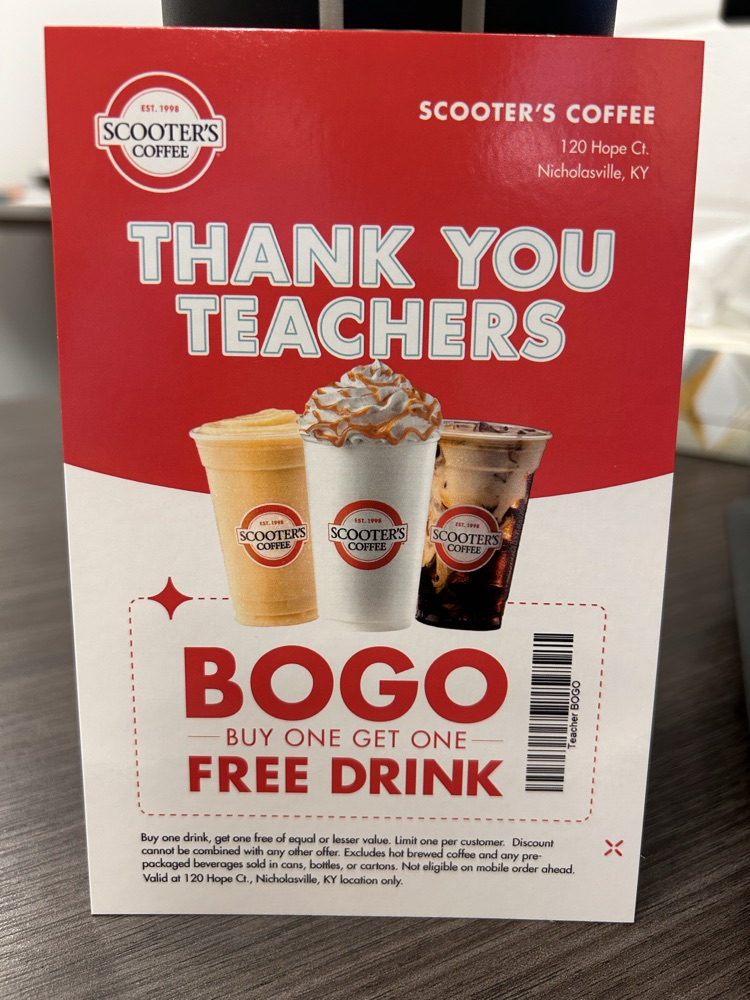 EST. 1998
SCOOTER'S
COFFEE
SCOOTER'S COFFEE
120 Hope Ct.
Nicholasville, KY
THANK YOU
TEACHERS
EST. 1998
SCOOTER'S
COFFEE
EST. 1998
SCOOTER'S
COFFEE
EST. 1998
SCOOTER'S
COFFEE
BOGO
BUY ONE GET ONE
FREE DRINK
Teacher BOGO
Buy one drink, get one free of equal or lesser value. Limit one per customer. Discount
cannot be combined with any other offer. Excludes hot brewed coffee and any pre-
packaged beverages sold in cans, bottles, or cartons. Not eligible on mobile order ahead.
Valid at 120 Hope Ct., Nicholasville, KY location only.